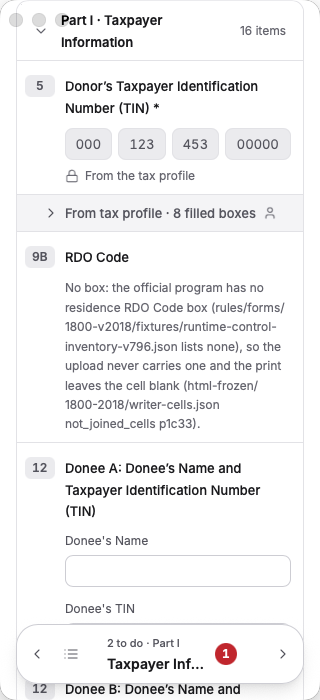 Part I · Taxpayer
Information
16 items
5
Donor's Taxpayer Identification
Number (TIN) *
000
123
453
00000
From the tax profile
From tax profile · 8 filled boxes
9B
RDO Code
No box: the official program has no
residence RDO Code box (rules/forms/
1800-v2018/fixtures/runtime-control-
inventory-v796.json lists none), so the
upload never carries one and the print
leaves the cell blank (html-frozen/
1800-2018/writer-cells.json
not_joined_cells p1c33).
12
Donee A: Donee's Name and
Taxpayer Identification Number
(TIN)
Donee's Name
Donee's TIN
2 to do · Part I
Taxpayer Inf...
1
12
Donee B: Donee's Name and